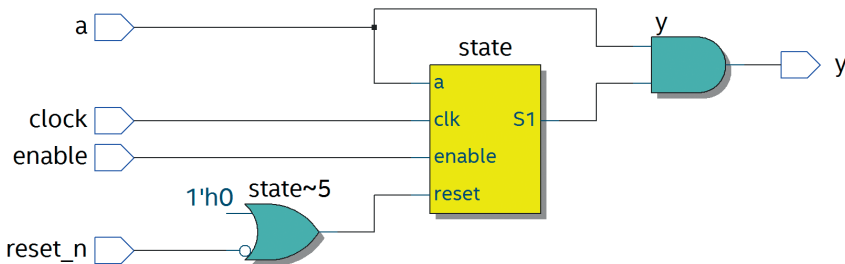 a
clock
enable
reset_n
1'h0
state~5
state
a
clk
enable
reset
S1
y
y